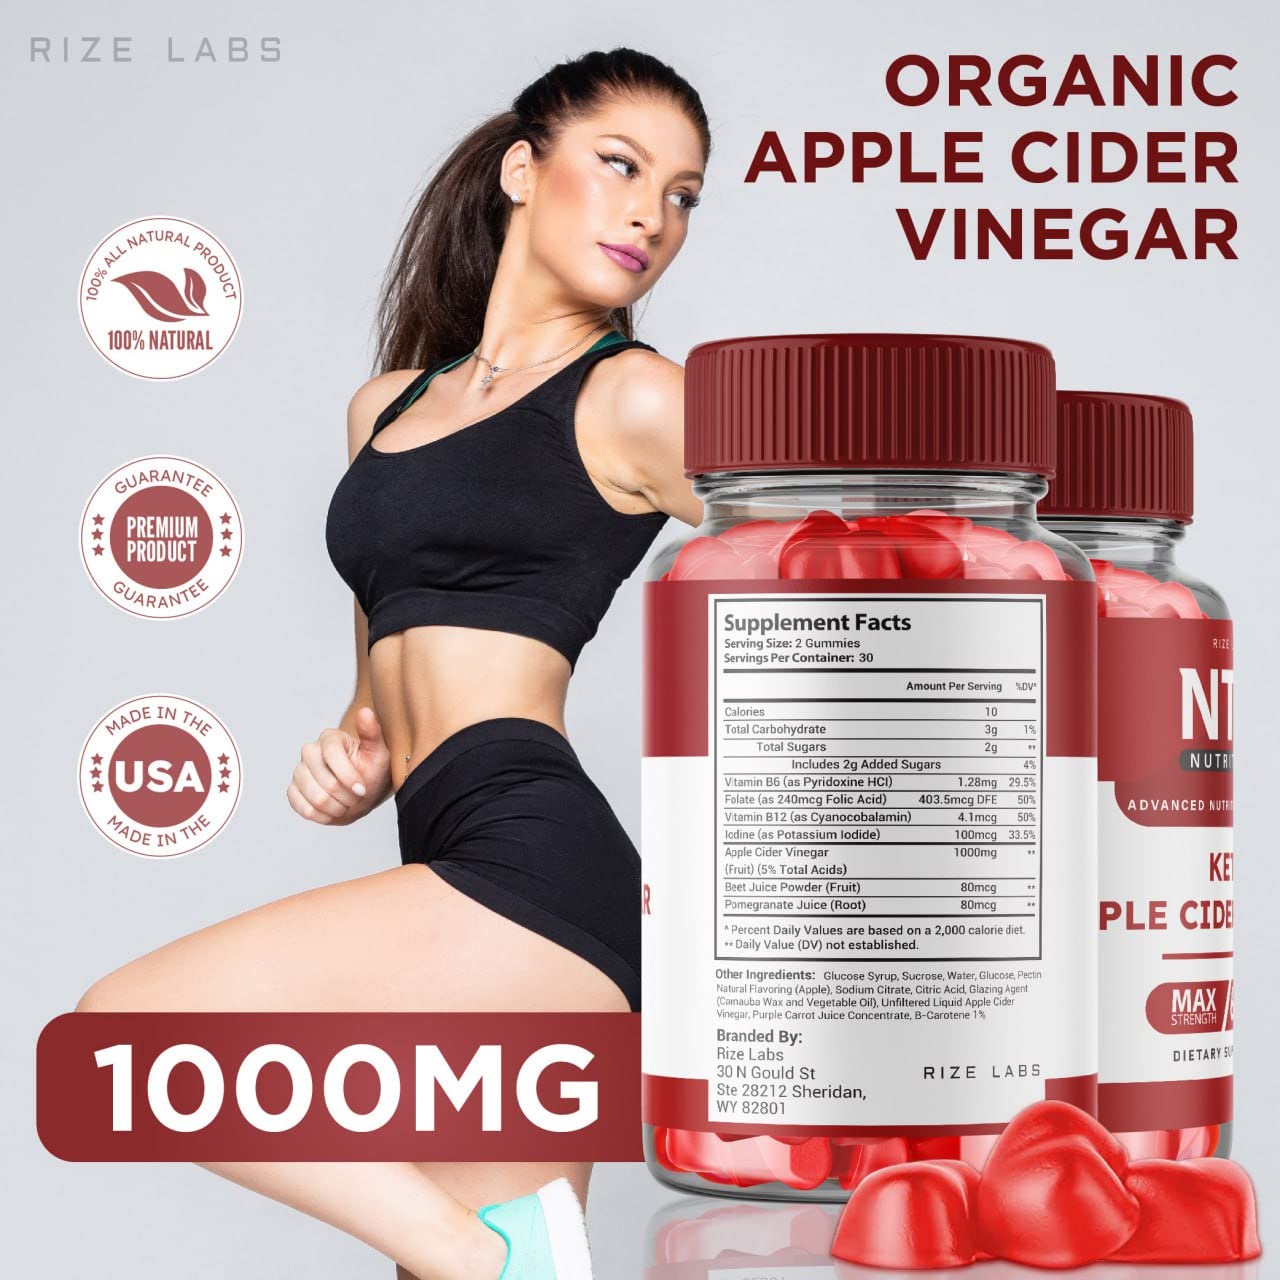 RIZE LABS
ORGANIC
APPLE CIDER
VINEGAR
100% ALL NATURAL PRODUCT
100% NATURAL
GUARANTEE
PREMIUM
PRODUCT
GUARANTEE
MADE IN THE
USA
MADE IN THE
1000MG
Supplement Facts
Serving Size: 2 Gummies
Servings Per Container: 30
Amount Per Serving %DV^
Calories 10
Total Carbohydrate 3g 1%
Total Sugars 2g **
Includes 2g Added Sugars 4%
Vitamin B6 (as Pyridoxine HCl) 1.28mg 29.5%
Folate (as 240mcg Folic Acid) 403.5mcg DFE 50%
Vitamin B12 (as Cyanocobalamin) 4.1mcg 50%
Iodine (as Potassium Iodide) 100mcg 33.5%
Apple Cider Vinegar 1000mg **
(Fruit) (5% Total Acids)
Beet Juice Powder (Fruit) 80mcg **
Pomegranate Juice (Root) 80mcg **
^ Percent Daily Values are based on a 2,000 calorie diet.
** Daily Value (DV) not established.
Other Ingredients: Glucose Syrup, Sucrose, Water, Glucose, Pectin
Natural Flavoring (Apple), Sodium Citrate, Citric Acid, Glazing Agent
(Carnauba Wax and Vegetable Oil), Unfiltered Liquid Apple Cider
Vinegar, Purple Carrot Juice Concentrate, B-Carotene 1%
Branded By:
Rize Labs
30 N Gould St
Ste 28212 Sheridan,
WY 82801
RIZE LABS
R
RIZE
NT
NUTRI
ADVANCED NUTRI
KET
PLE CIDE
MAX
STRENGTH
DIETARY SU